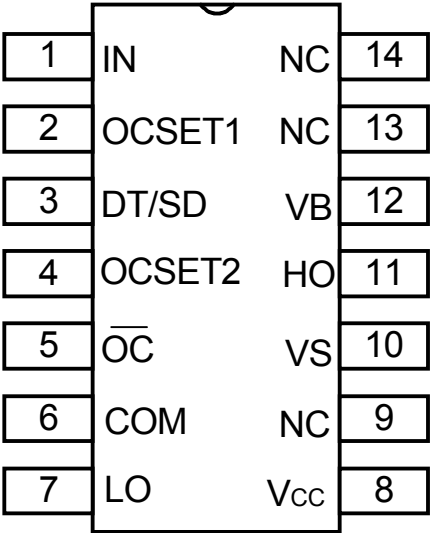 1 IN NC 14
2 OCSET1 NC 13
3 DT/SD VB 12
4 OCSET2 HO 11
5 O̅C̅ VS 10
6 COM NC 9
7 LO Vcc 8